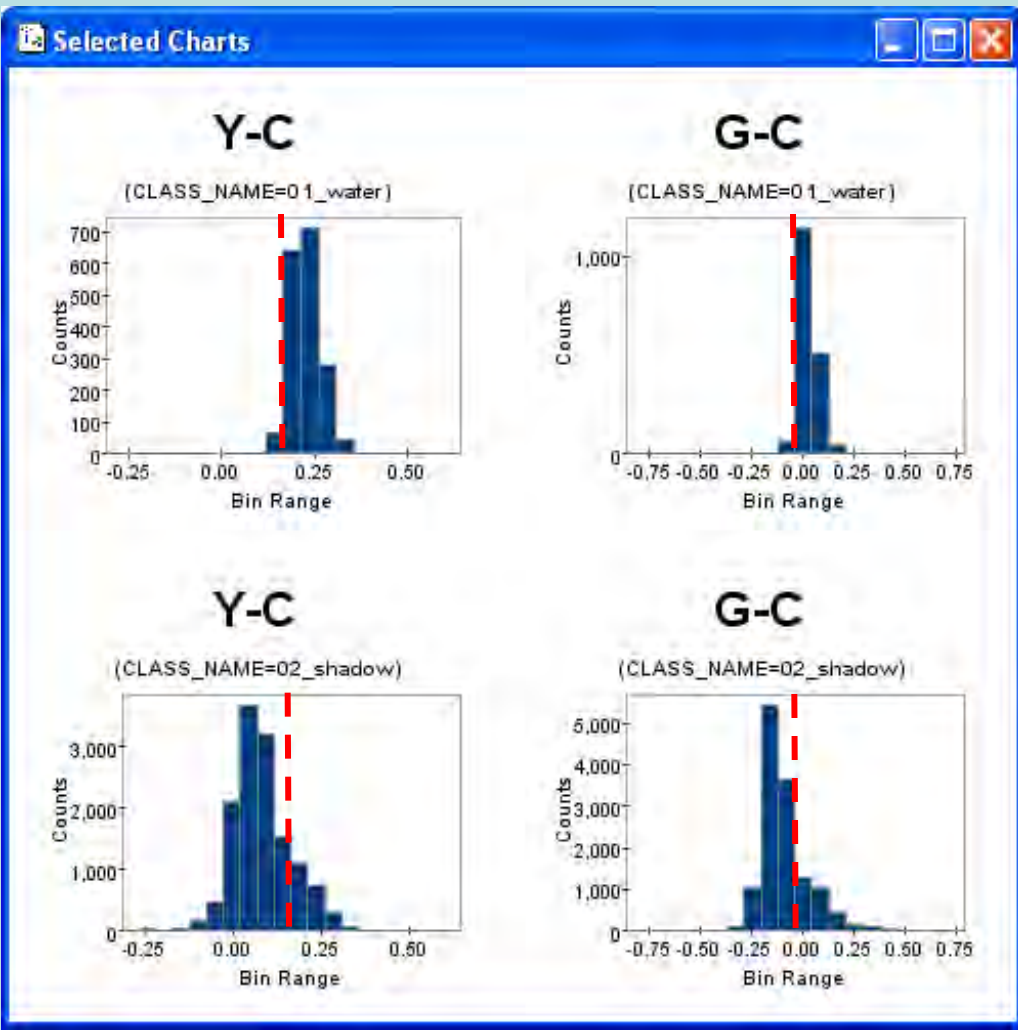 Selected Charts
Y-C
(CLASS_NAME=01_water)
700
600
500
400
300
200
100
0
Counts
-0.25 0.00 0.25 0.50
Bin Range
G-C
(CLASS_NAME=01_water)
1,000
0
Counts
-0.75 -0.50 -0.25 0.00 0.25 0.50 0.75
Bin Range
Y-C
(CLASS_NAME=02_shadow)
3,000
2,000
1,000
0
Counts
-0.25 0.00 0.25 0.50
Bin Range
G-C
(CLASS_NAME=02_shadow)
5,000
4,000
3,000
2,000
1,000
0
Counts
-0.75 -0.50 -0.25 0.00 0.25 0.50 0.75
Bin Range